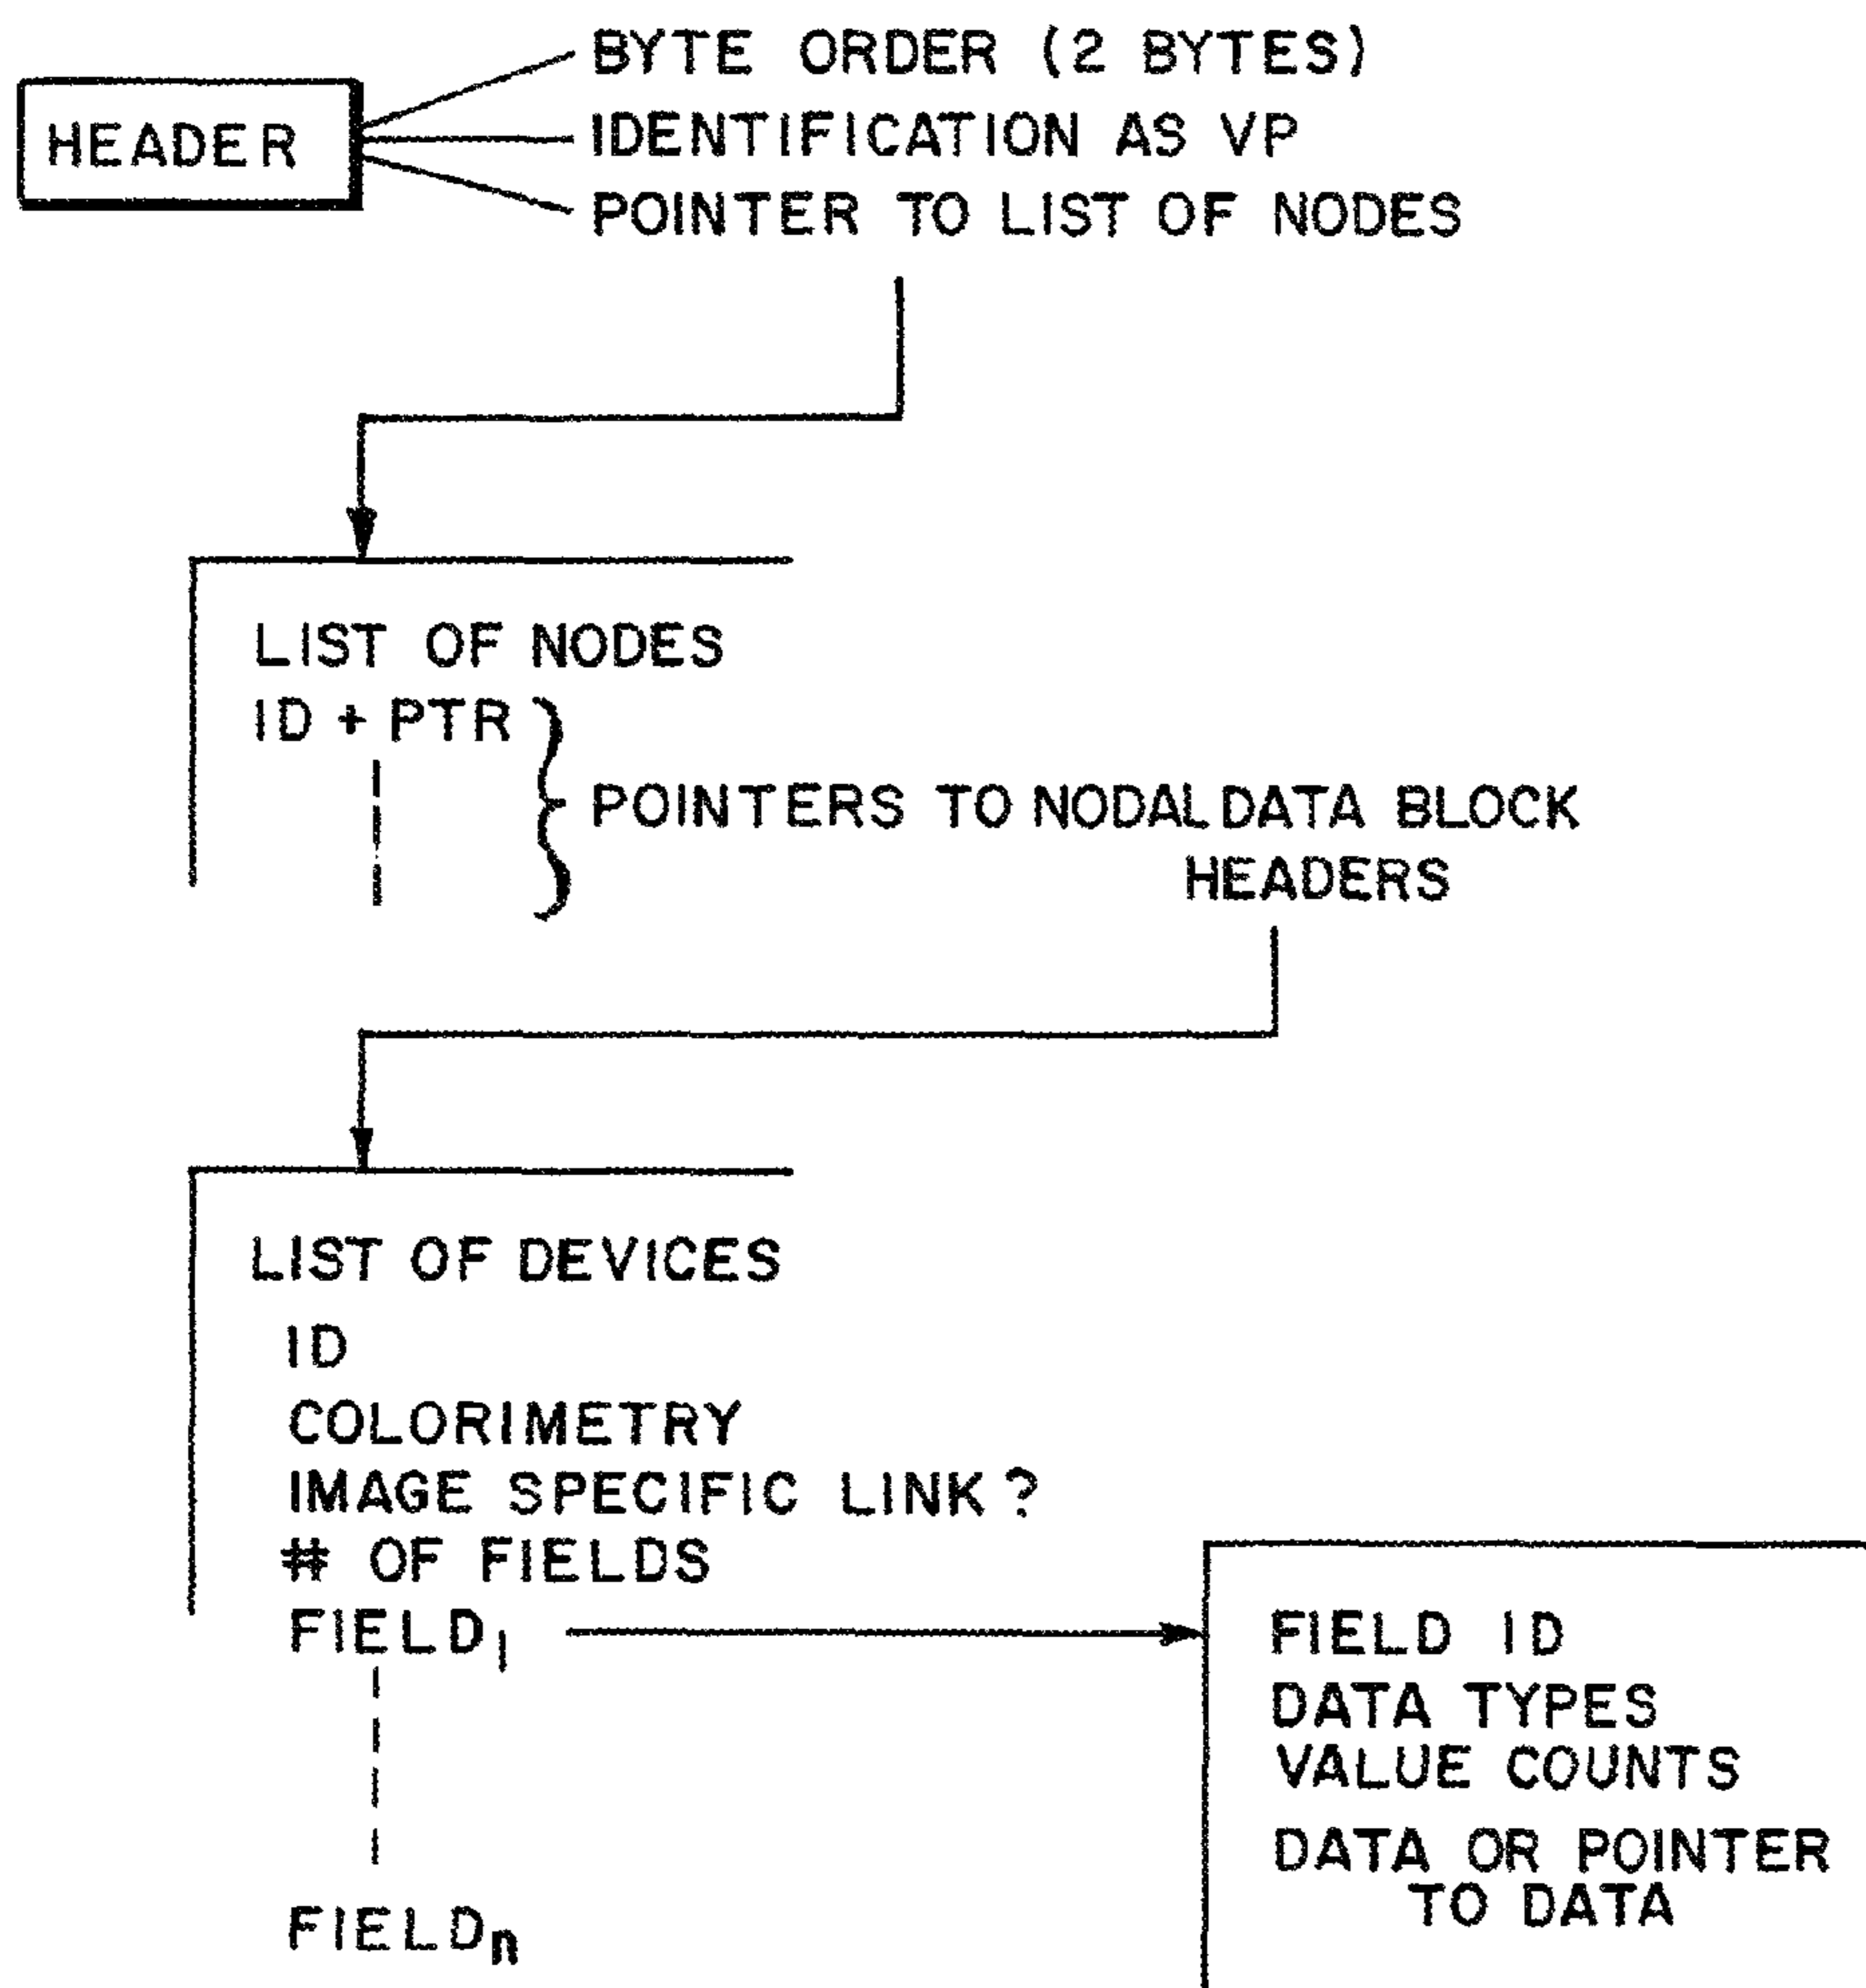 HEADER
BYTE ORDER (2 BYTES)
IDENTIFICATION AS VP
POINTER TO LIST OF NODES
LIST OF NODES
ID + PTR
POINTERS TO NODAL DATA BLOCK
HEADERS
LIST OF DEVICES
ID
COLORIMETRY
IMAGE SPECIFIC LINK ?
# OF FIELDS
FIELD₁
FIELDₙ
FIELD ID
DATA TYPES
VALUE COUNTS
DATA OR POINTER
TO DATA